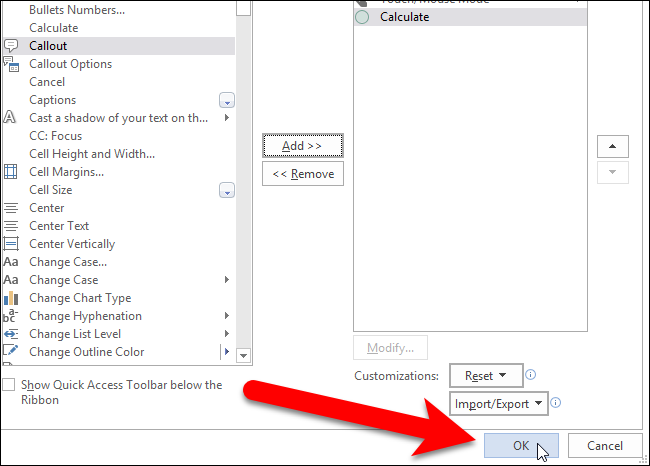 Bullets Numbers...
Calculate
Callout
Callout Options
Cancel
Captions
Cast a shadow of your text on th...
CC: Focus
Cell Height and Width...
Cell Margins...
Cell Size
Center
Center Text
Center Vertically
Change Case...
Change Case
Change Chart Type
Change Hyphenation
Change List Level
Change Outline Color
Show Quick Access Toolbar below the
Ribbon
Add >>
<< Remove
Touch/Mouse Mode
Calculate
Modify...
Customizations:
Reset
Import/Export
OK
Cancel